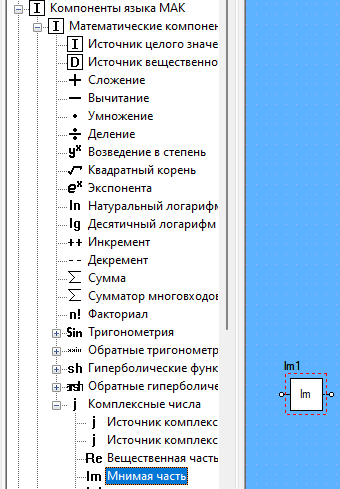 I Компоненты языка МАК
I Математические компонен
I Источник целого значе
D Источник вещественно
+ Сложение
− Вычитание
• Умножение
÷ Деление
yˣ Возведение в степень
√ Квадратный корень
eˣ Экспонента
ln Натуральный логарифм
lg Десятичный логарифм
++ Инкремент
-- Декремент
∑ Сумма
∑ Сумматор многовходов
n! Факториал
Sin Тригонометрия
Обратные тригонометр
sh Гиперболические функ
Обратные гиперболиче
j Комплексные числа
j Источник комплекс
j Источник комплекс
Re Вещественная часть
Im Мнимая часть
Im1
Im